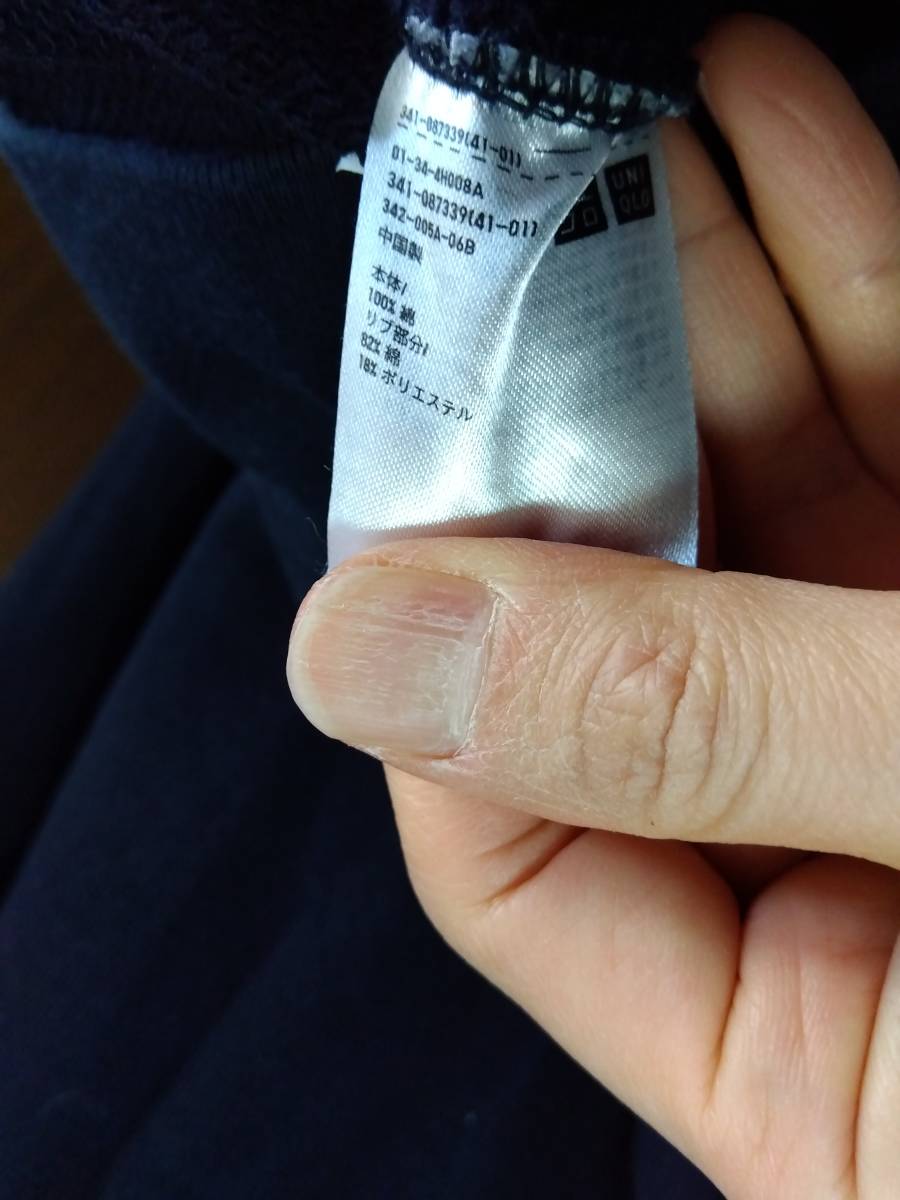 341-087339(41-01)
01-34-4H008A
341-087339(41-01)
342-005A-06B
中国製
本体/
100% 綿
リブ部分/
82% 綿
18% ポリエステル
UNI
QLO